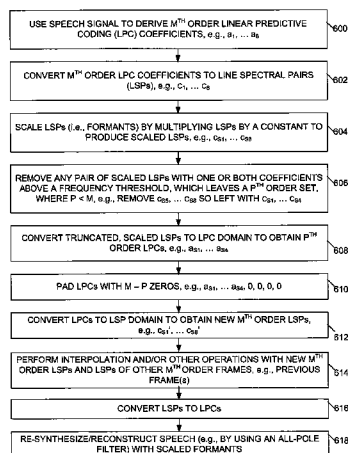 USE SPEECH SIGNAL TO DERIVE MTH ORDER LINEAR PREDICTIVE
CODING (LPC) COEFFICIENTS, e.g., a1, ... a8
600
CONVERT MTH ORDER LPC COEFFICIENTS TO LINE SPECTRAL PAIRS
(LSPs), e.g., c1, ... c8
602
SCALE LSPs (i.e., FORMANTS) BY MULTIPLYING LSPs BY A CONSTANT TO
PRODUCE SCALED LSPs, e.g., cS1, ... cS8
604
REMOVE ANY PAIR OF SCALED LSPs WITH ONE OR BOTH COEFFICIENTS
ABOVE A FREQUENCY THRESHOLD, WHICH LEAVES A PTH ORDER SET,
WHERE P < M, e.g., REMOVE cS5, ... cS8 SO LEFT WITH cS1, ... cS4
606
CONVERT TRUNCATED, SCALED LSPs TO LPC DOMAIN TO OBTAIN PTH
ORDER LPCs, e.g., aS1, ... aS4
608
PAD LPCs WITH M – P ZEROS, e.g., aS1, ... aS4, 0, 0, 0, 0
610
CONVERT LPCs TO LSP DOMAIN TO OBTAIN NEW MTH ORDER LSPs,
e.g., cS1', ... cS8'
612
PERFORM INTERPOLATION AND/OR OTHER OPERATIONS WITH NEW MTH
ORDER LSPs AND LSPs OF OTHER MTH ORDER FRAMES, e.g., PREVIOUS
FRAME(s)
614
CONVERT LSPs TO LPCs
616
RE-SYNTHESIZE/RECONSTRUCT SPEECH (e.g., BY USING AN ALL-POLE
FILTER) WITH SCALED FORMANTS
618